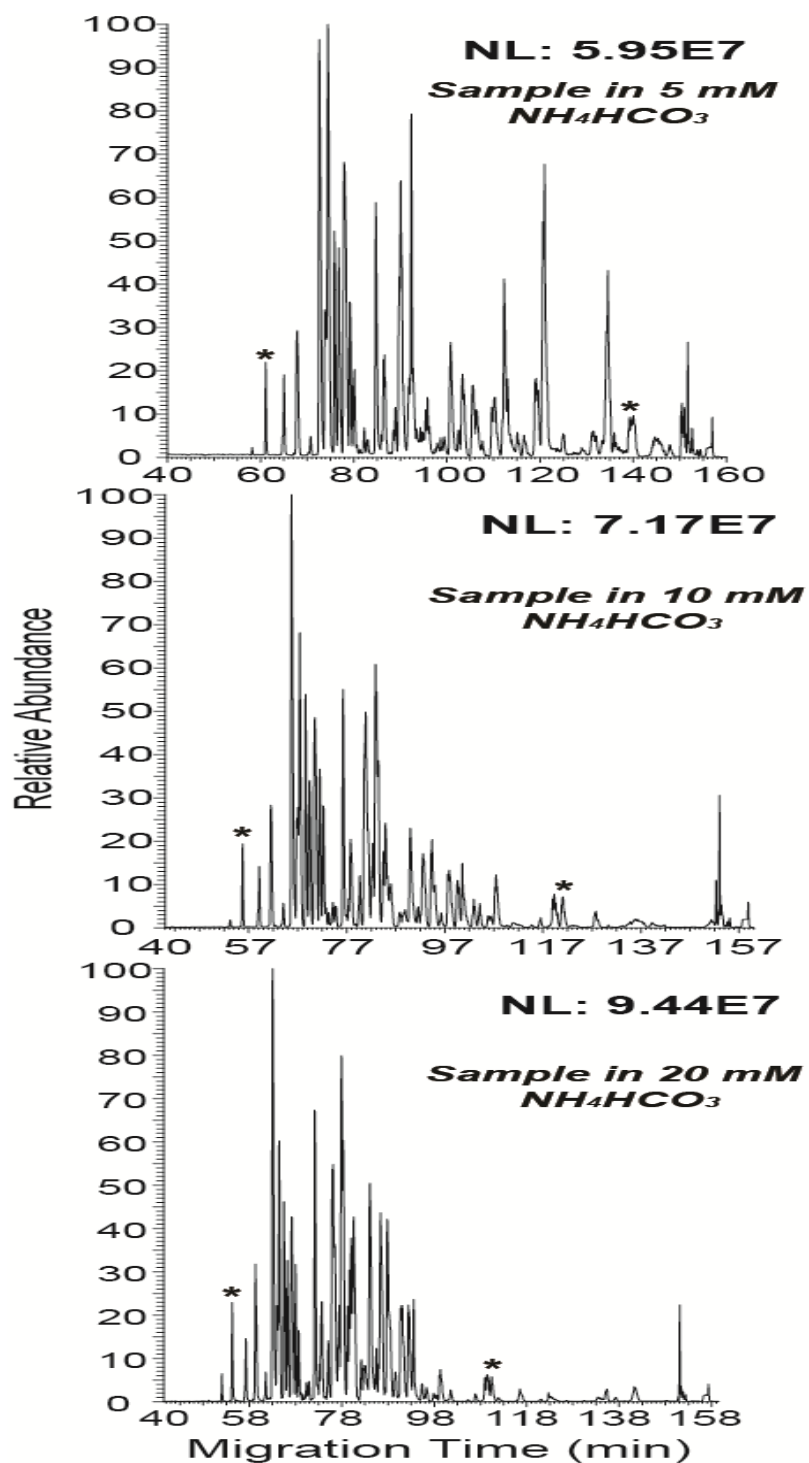 100
90
80
70
60
50
40
30
20
10
0
NL: 5.95E7
Sample in 5 mM
NH₄HCO₃
*
*
40 60 80 100 120 140 160
100
90
80
70
60
50
40
30
20
10
0
NL: 7.17E7
Sample in 10 mM
NH₄HCO₃
*
*
40 57 77 97 117 137 157
Relative Abundance
100
90
80
70
60
50
40
30
20
10
0
NL: 9.44E7
Sample in 20 mM
NH₄HCO₃
*
*
40 58 78 98 118 138 158
Migration Time (min)